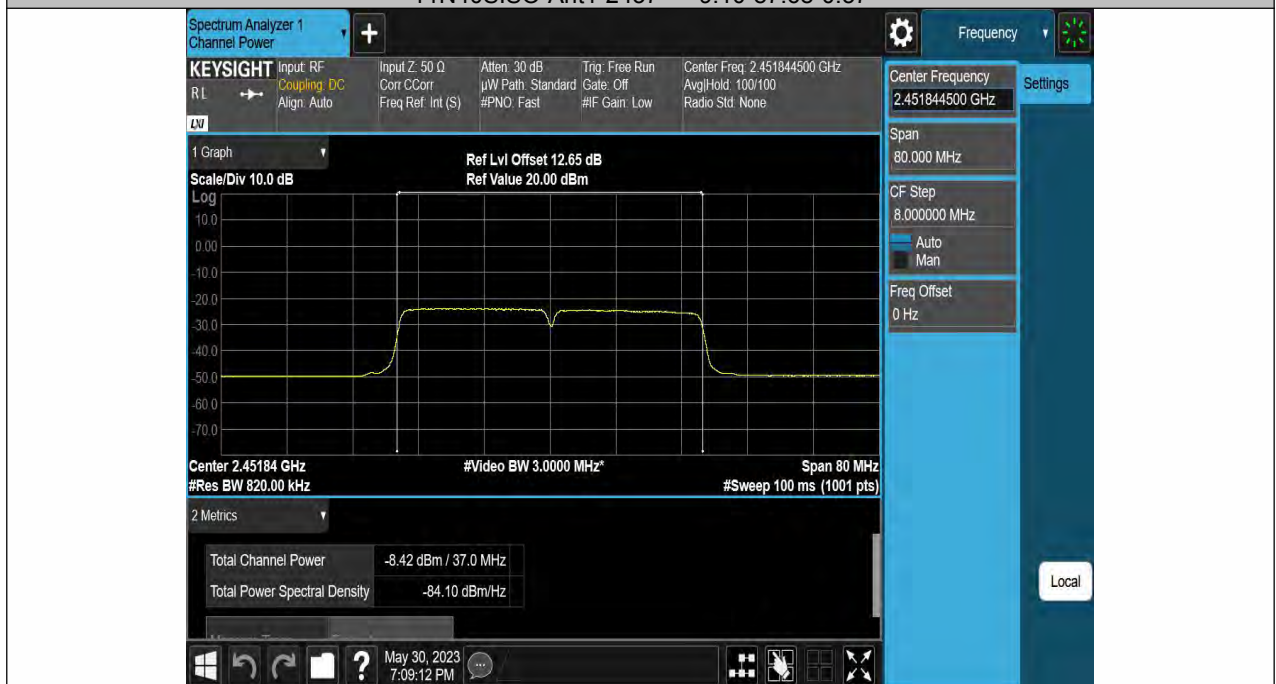 Spectrum Analyzer 1
Channel Power
+
Frequency
KEYSIGHT
RL
LXI
Input: RF
Coupling: DC
Align: Auto
Input Z: 50 Ω
Corr CCorr
Freq Ref: Int (S)
Atten: 30 dB
µW Path: Standard
#PNO: Fast
Trig: Free Run
Gate: Off
#IF Gain: Low
Center Freq: 2.451844500 GHz
Avg|Hold: 100/100
Radio Std: None
Center Frequency
2.451844500 GHz
Settings
Span
80.000 MHz
CF Step
8.000000 MHz
Auto
Man
Freq Offset
0 Hz
Local
1 Graph
Scale/Div 10.0 dB
Ref Lvl Offset 12.65 dB
Ref Value 20.00 dBm
Log
10.0
0.00
-10.0
-20.0
-30.0
-40.0
-50.0
-60.0
-70.0
Center 2.45184 GHz
#Video BW 3.0000 MHz*
Span 80 MHz
#Res BW 820.00 kHz
#Sweep 100 ms (1001 pts)
2 Metrics
Total Channel Power -8.42 dBm / 37.0 MHz
Total Power Spectral Density -84.10 dBm/Hz
?
May 30, 2023
7:09:12 PM